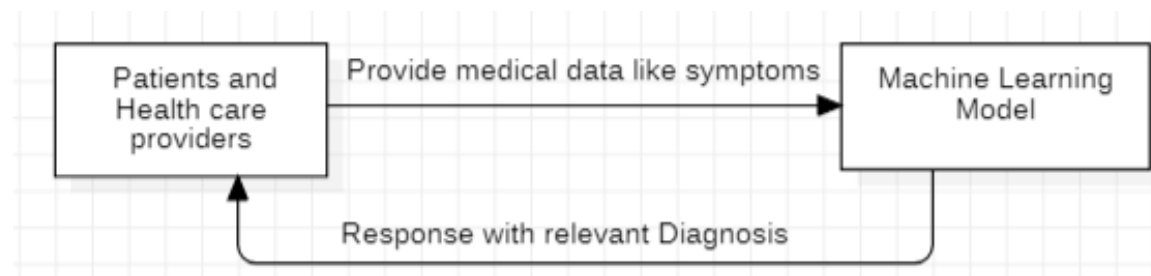 Patients and
Health care
providers
Provide medical data like symptoms
Machine Learning
Model
Response with relevant Diagnosis